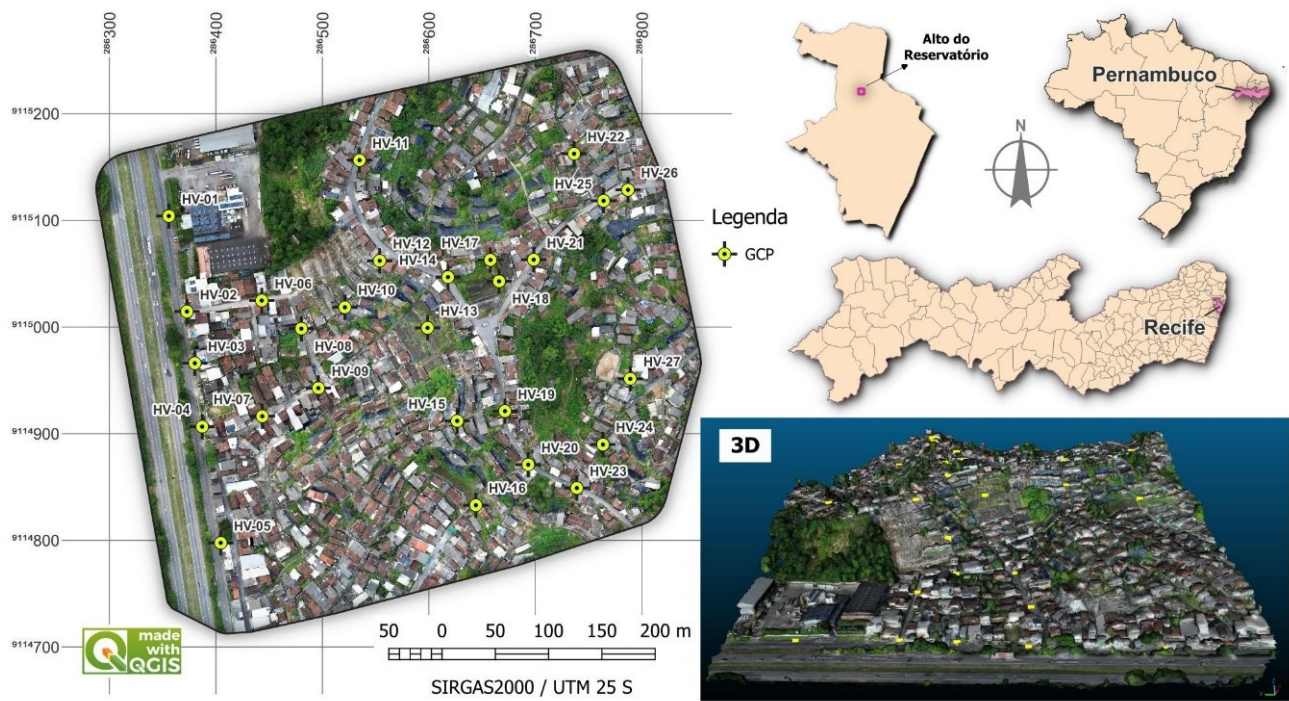 286300
286400
286500
286600
286700
286800
9115200
9115100
9115000
9114900
9114800
9114700
HV-11
HV-22
HV-25
HV-26
HV-01
HV-12
HV-14
HV-17
HV-21
HV-06
HV-10
HV-18
HV-02
HV-13
HV-03
HV-08
HV-09
HV-27
HV-04
HV-07
HV-15
HV-19
HV-24
HV-20
HV-23
HV-16
HV-05
50 0 50 100 150 200 m
SIRGAS2000 / UTM 25 S
made
with
QGIS
Legenda
GCP
Alto do
Reservatório
N
Pernambuco
Recife
3D